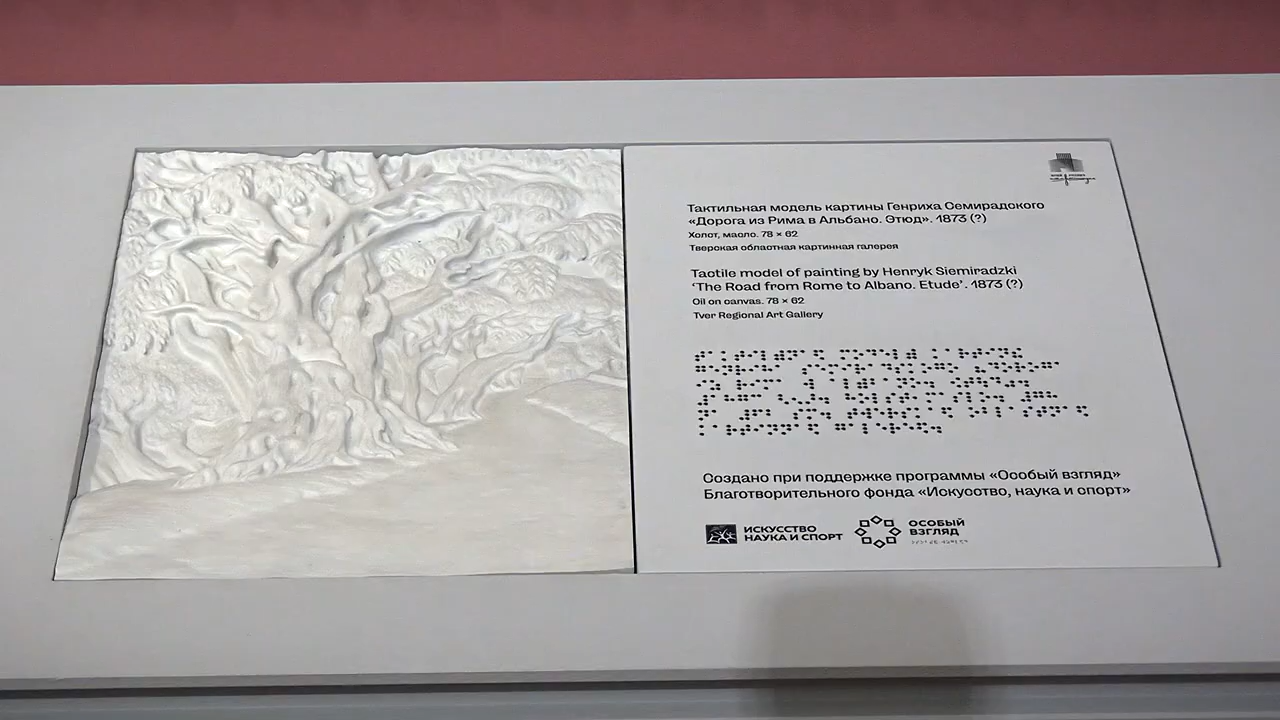 Тактильная модель картины Генриха Семирадского
«Дорога из Рима в Альбано. Этюд». 1873 (?)
Холст, масло. 78 × 62
Тверская областная картинная галерея
Tactile model of painting by Henryk Siemiradzki
‘The Road from Rome to Albano. Etude’. 1873 (?)
Oil on canvas. 78 × 62
Tver Regional Art Gallery
Создано при поддержке программы «Особый взгляд»
Благотворительного фонда «Искусство, наука и спорт»
ИСКУССТВО
НАУКА И СПОРТ
ОСОБЫЙ
ВЗГЛЯД